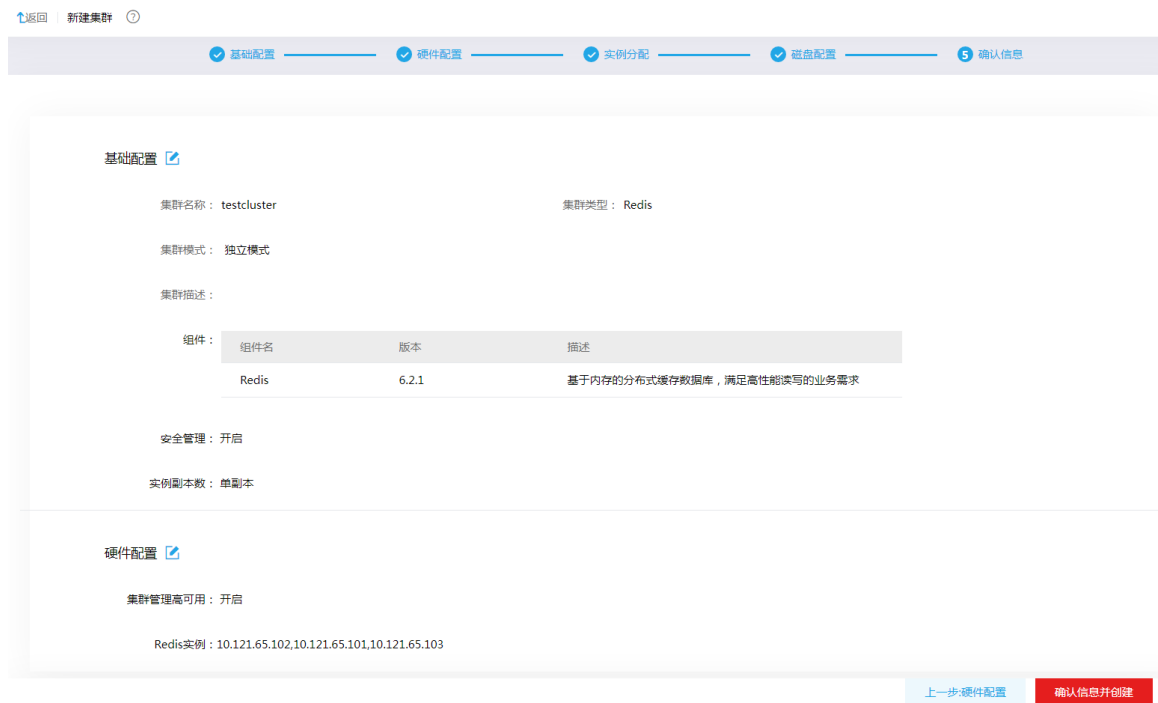 返回 新建集群 ?
基础配置 硬件配置 实例分配 磁盘配置 5 确认信息
基础配置
集群名称： testcluster 集群类型： Redis
集群模式： 独立模式
集群描述：
组件： 组件名 版本 描述
Redis 6.2.1 基于内存的分布式缓存数据库，满足高性能读写的业务需求
安全管理： 开启
实例副本数： 单副本
硬件配置
集群管理高可用： 开启
Redis实例：10.121.65.102,10.121.65.101,10.121.65.103
上一步:硬件配置 确认信息并创建